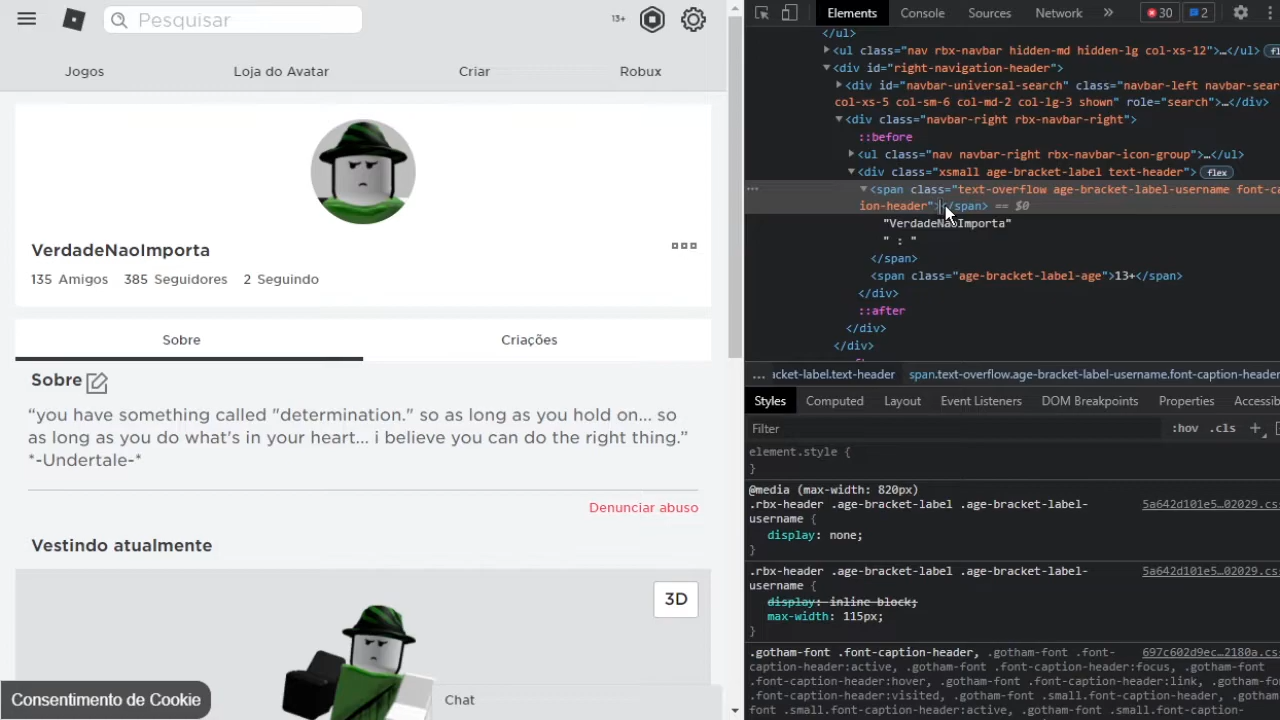 Pesquisar
13+
Jogos
Loja do Avatar
Criar
Robux
VerdadeNaoImporta
135 Amigos 385 Seguidores 2 Seguindo
Sobre
Criações
Sobre
“you have something called "determination." so as long as you hold on... so
as long as you do what's in your heart... i believe you can do the right thing.”
*-Undertale-*
Denunciar abuso
Vestindo atualmente
3D
Consentimento de Cookie
Chat
Elements Console Sources Network » 30 2
</ul>
<ul class="nav rbx-navbar hidden-md hidden-lg col-xs-12">…</ul>
<div id="right-navigation-header">
<div id="navbar-universal-search" class="navbar-left navbar-sear
col-xs-5 col-sm-6 col-md-2 col-lg-3 shown" role="search">…</div>
<div class="navbar-right rbx-navbar-right">
::before
<ul class="nav navbar-right rbx-navbar-icon-group">…</ul>
<div class="xsmall age-bracket-label text-header"> flex
<span class="text-overflow age-bracket-label-username font-ca
ion-header"></span> == $0
"VerdadeNaoImporta"
" : "
</span>
<span class="age-bracket-label-age">13+</span>
</div>
::after
</div>
</div>
... icket-label.text-header span.text-overflow.age-bracket-label-username.font-caption-header
Styles Computed Layout Event Listeners DOM Breakpoints Properties Accessib
Filter :hov .cls +
element.style {
}
@media (max-width: 820px)
.rbx-header .age-bracket-label .age-bracket-label- 5a642d101e5…02029.cs
username {
display: none;
}
.rbx-header .age-bracket-label .age-bracket-label- 5a642d101e5…02029.cs
username {
display: inline-block;
max-width: 115px;
}
.gotham-font .font-caption-header, .gotham-font .font- 697c602d9ec…2180a.cs
caption-header:active, .gotham-font .font-caption-header:focus, .gotham-font
.font-caption-header:hover, .gotham-font .font-caption-header:link, .gotham-font
.font-caption-header:visited, .gotham-font .small.font-caption-header, .gotham-
font .small.font-caption-header:active, .gotham-font .small.font-caption-